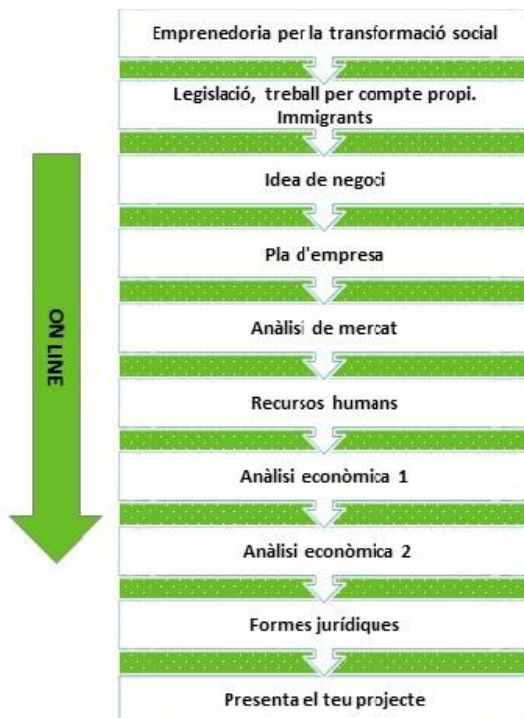 Emprenedoria per la transformació social
Legislació, treball per compte propi.
Immigrants
Idea de negoci
Pla d'empresa
Anàlisi de mercat
Recursos humans
Anàlisi econòmica 1
Anàlisi econòmica 2
Formes jurídiques
Presenta el teu projecte
ON LINE